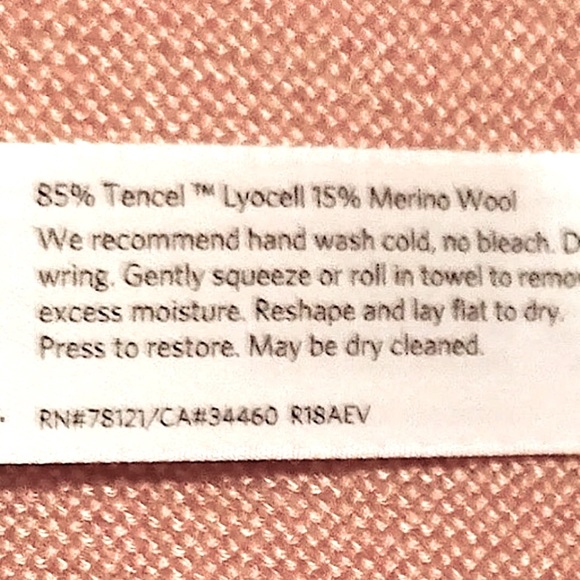 85% Tencel ™ Lyocell 15% Merino Wool
We recommend hand wash cold, no bleach. D
wring. Gently squeeze or roll in towel to remo
excess moisture. Reshape and lay flat to dry.
Press to restore. May be dry cleaned.
RN#78121/CA#34460 R18AEV